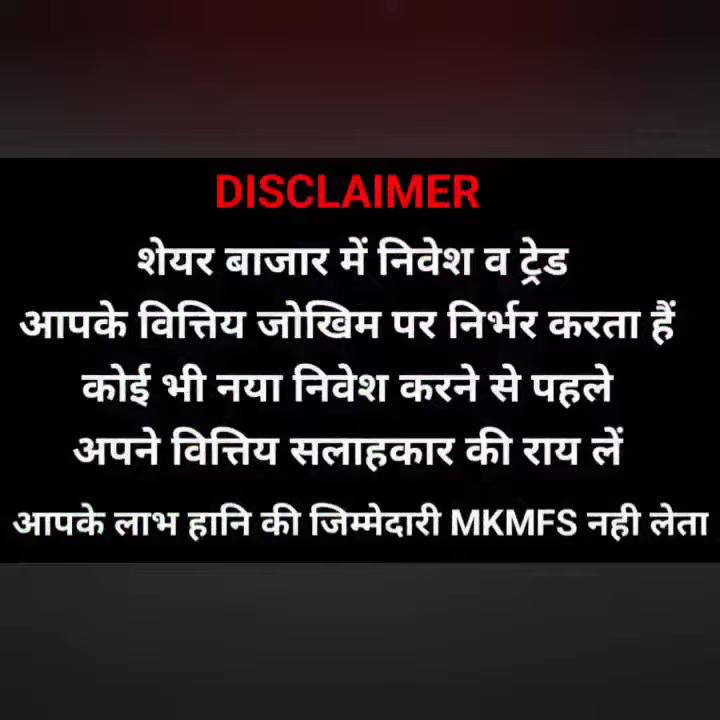 DISCLAIMER
शेयर बाजार में निवेश व ट्रेड
आपके वित्तिय जोखिम पर निर्भर करता हैं
कोई भी नया निवेश करने से पहले
अपने वित्तिय सलाहकार की राय लें
आपके लाभ हानि की जिम्मेदारी MKMFS नही लेता